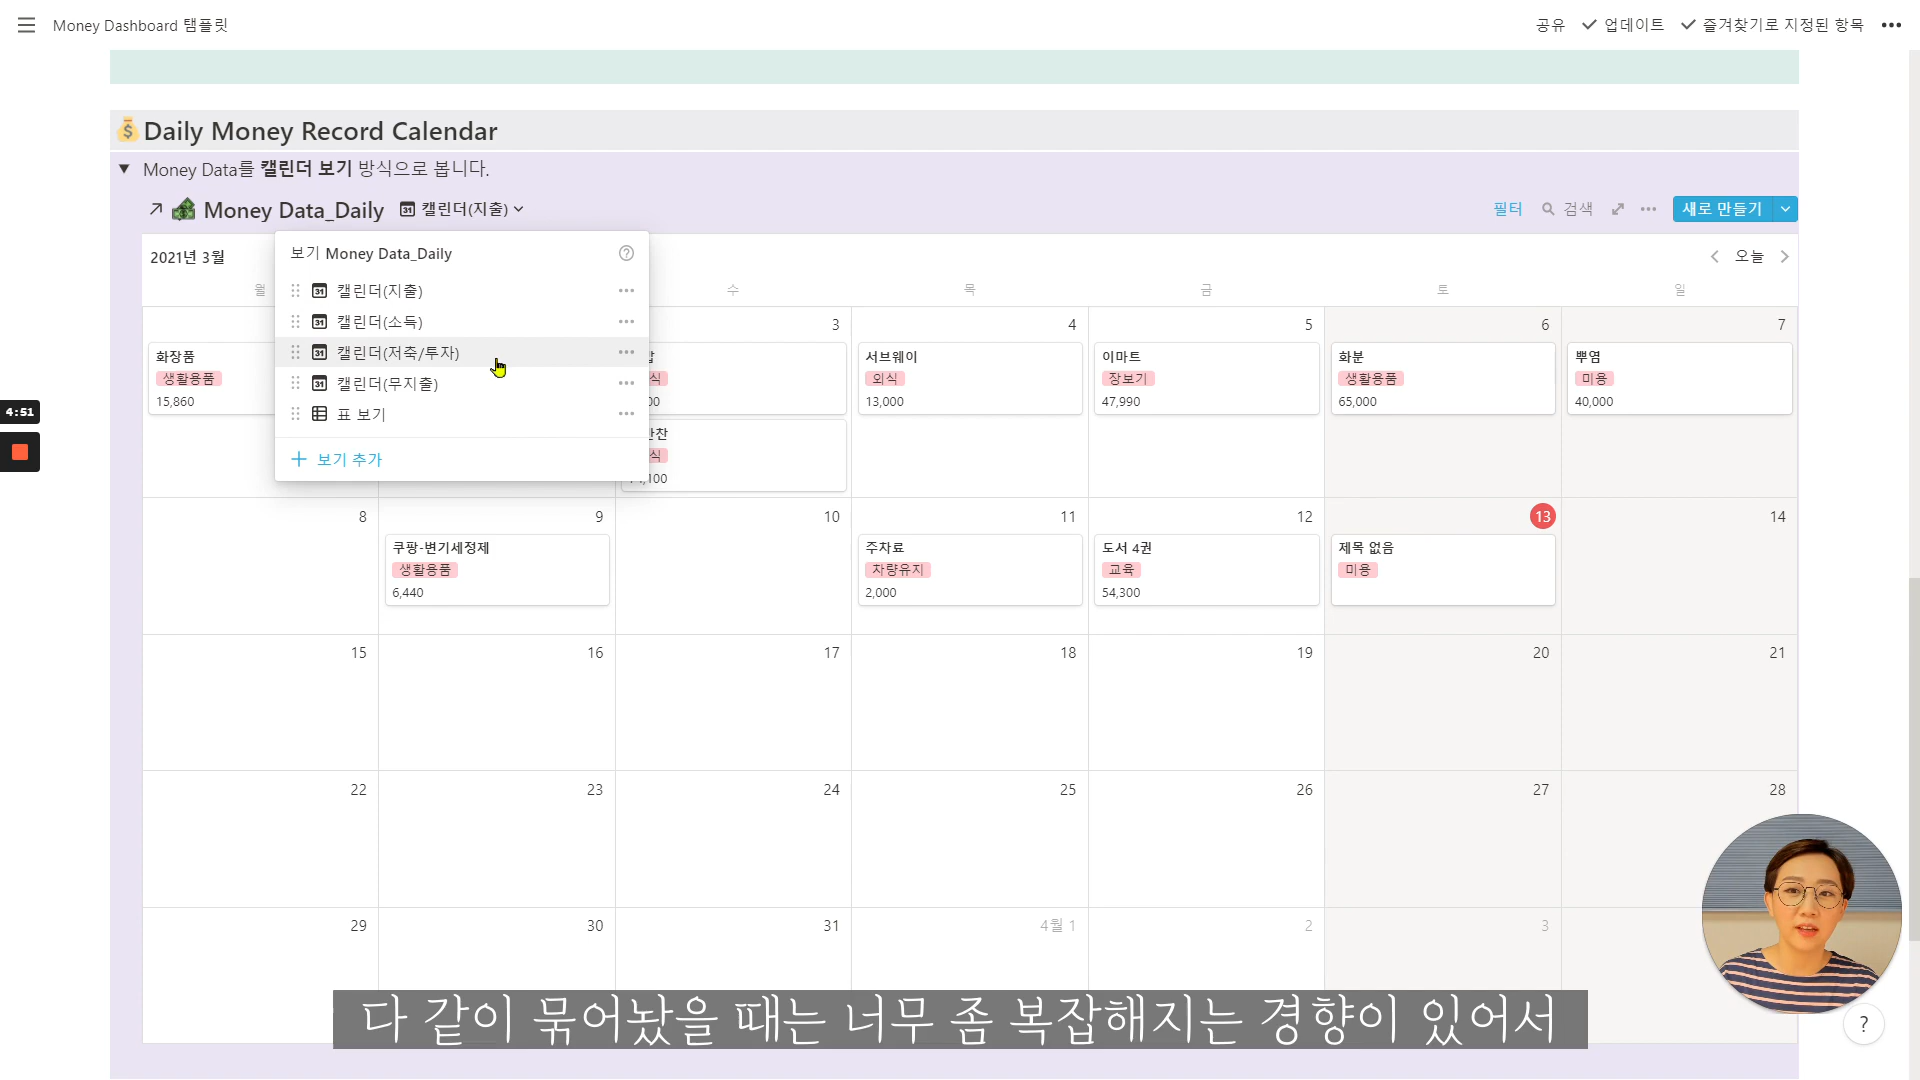 Money Dashboard 탬플릿
공유
업데이트
즐겨찾기로 지정된 항목
Daily Money Record Calendar
Money Data를 캘린더 보기 방식으로 봅니다.
Money Data_Daily
31 캘린더(지출)
필터
검색
새로 만들기
보기 Money Data_Daily
31 캘린더(지출)
31 캘린더(소득)
31 캘린더(저축/투자)
31 캘린더(무지출)
표 보기
+ 보기 추가
2021년 3월
오늘
월
수
목
금
토
일
3
4
5
6
7
화장품
생활용품
15,860
서브웨이
외식
13,000
이마트
장보기
47,990
화분
생활용품
65,000
뿌염
미용
40,000
4:51
8
9
10
11
12
13
14
쿠팡-변기세정제
생활용품
6,440
주차료
차량유지
2,000
도서 4권
교육
54,300
제목 없음
미용
15
16
17
18
19
20
21
22
23
24
25
26
27
28
29
30
31
4월 1
2
3
다 같이 묶어놨을 때는 너무 좀 복잡해지는 경향이 있어서
?